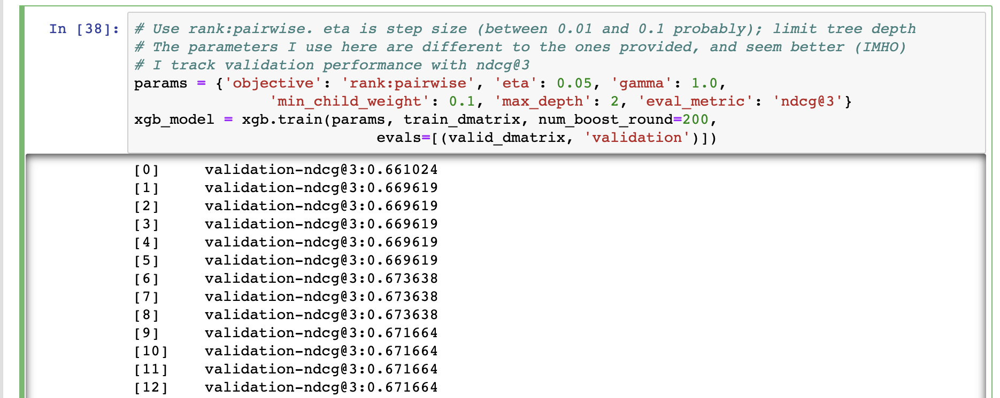 In [38]: # Use rank:pairwise. eta is step size (between 0.01 and 0.1 probably); limit tree depth
# The parameters I use here are different to the ones provided, and seem better (IMHO)
# I track validation performance with ndcg@3
params = {'objective': 'rank:pairwise', 'eta': 0.05, 'gamma': 1.0,
'min_child_weight': 0.1, 'max_depth': 2, 'eval_metric': 'ndcg@3'}
xgb_model = xgb.train(params, train_dmatrix, num_boost_round=200,
evals=[(valid_dmatrix, 'validation')])
[0] validation-ndcg@3:0.661024
[1] validation-ndcg@3:0.669619
[2] validation-ndcg@3:0.669619
[3] validation-ndcg@3:0.669619
[4] validation-ndcg@3:0.669619
[5] validation-ndcg@3:0.669619
[6] validation-ndcg@3:0.673638
[7] validation-ndcg@3:0.673638
[8] validation-ndcg@3:0.673638
[9] validation-ndcg@3:0.671664
[10] validation-ndcg@3:0.671664
[11] validation-ndcg@3:0.671664
[12] validation-ndcg@3:0.671664